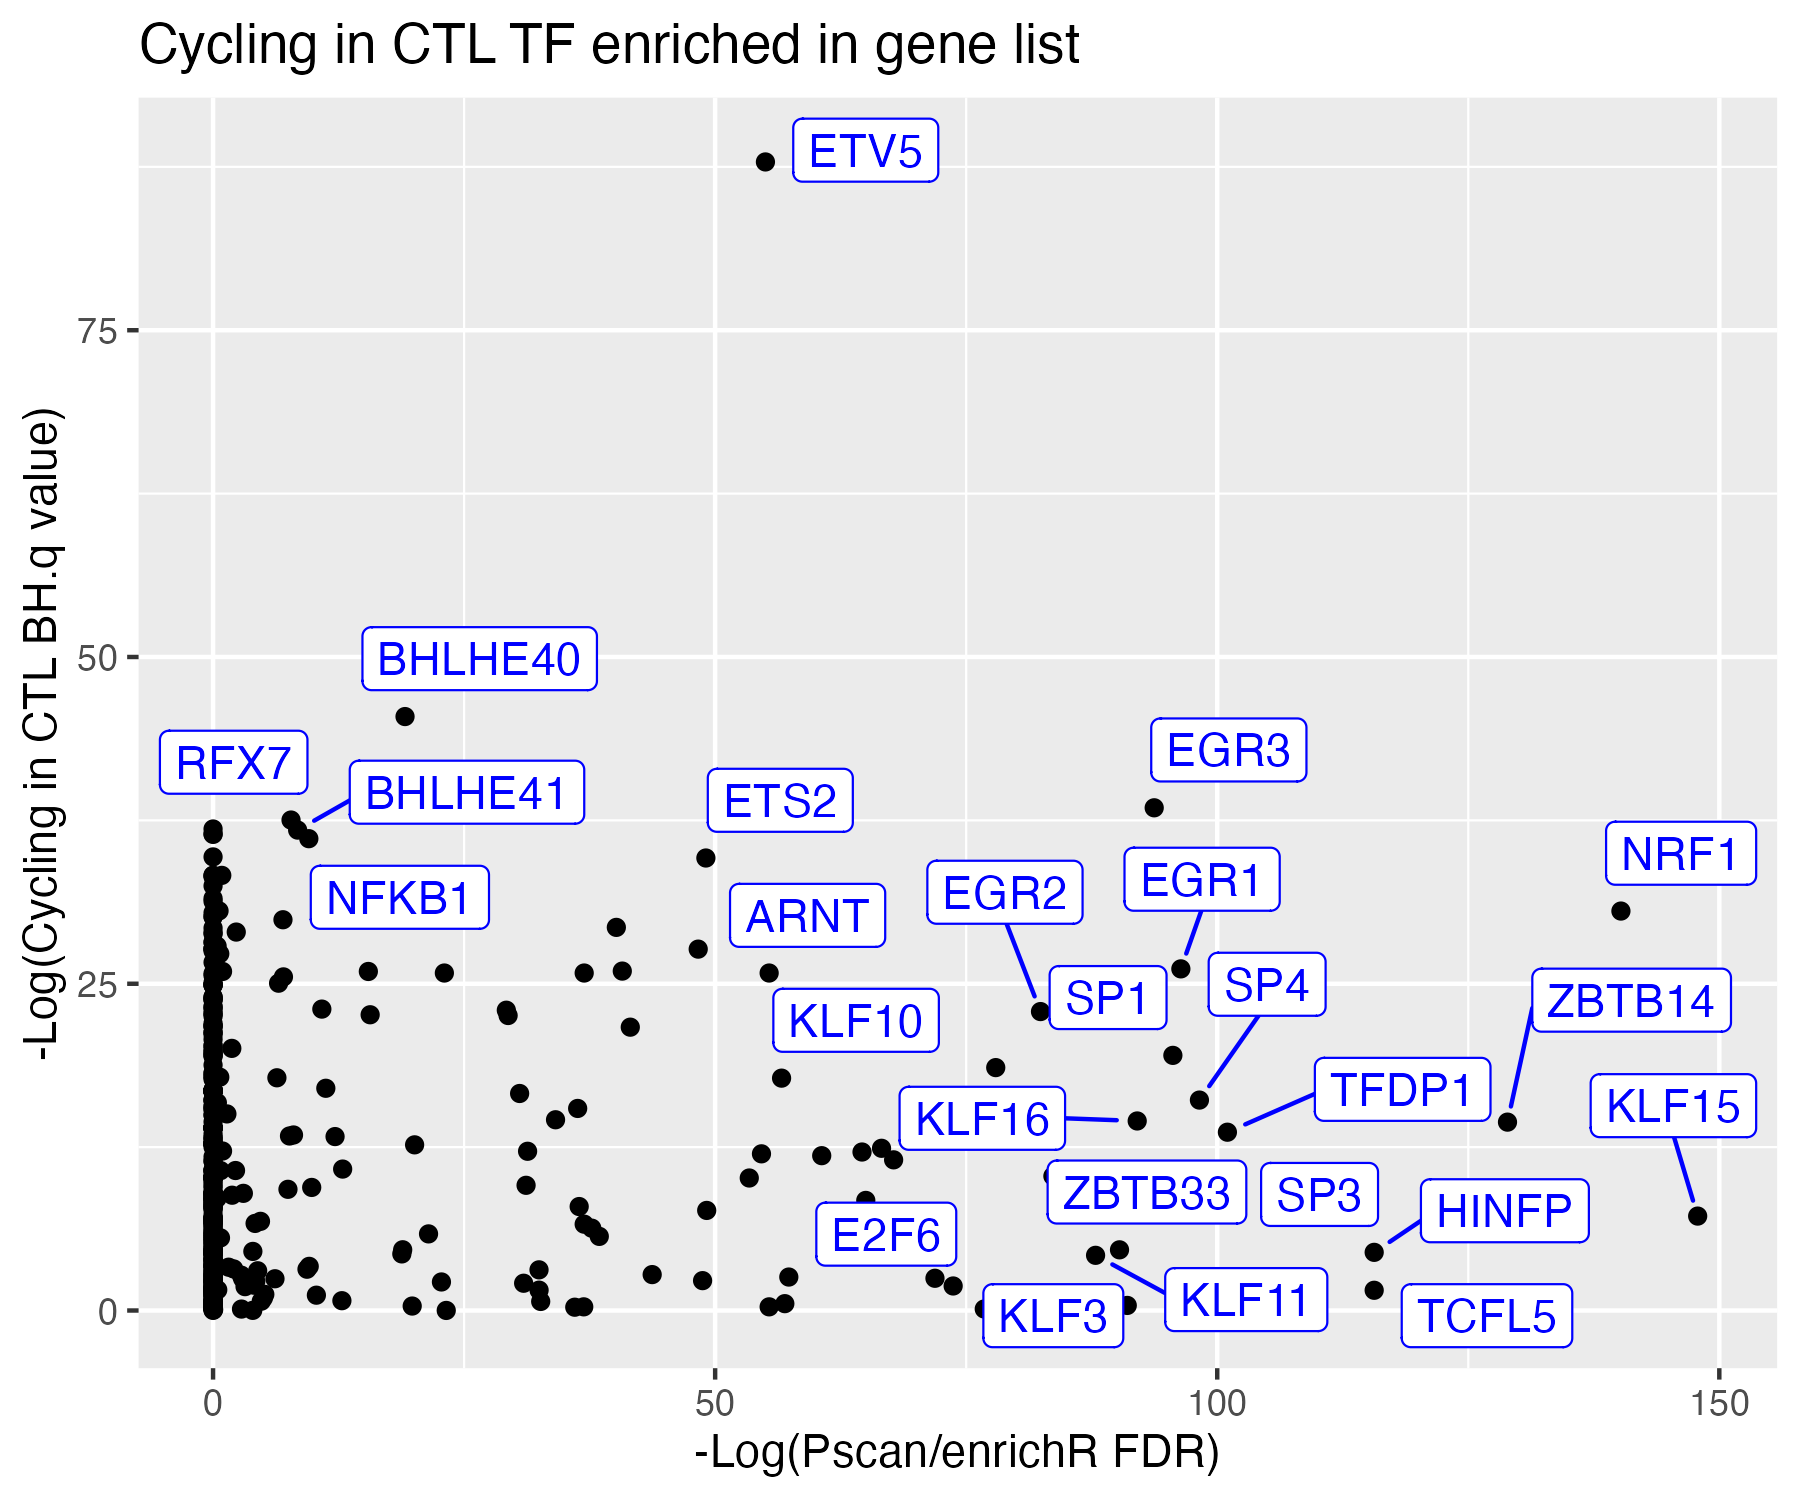 Cycling in CTL TF enriched in gene list
-Log(Cycling in CTL BH.q value)
75
50
25
0
ETV5
BHLHE40
RFX7
BHLHE41
NFKB1
ETS2
ARNT
KLF10
EGR3
EGR2
EGR1
NRF1
SP1
SP4
ZBTB14
TFDP1
KLF16
KLF15
ZBTB33
SP3
HINFP
E2F6
KLF3
KLF11
TCFL5
0
50
100
150
-Log(Pscan/enrichR FDR)